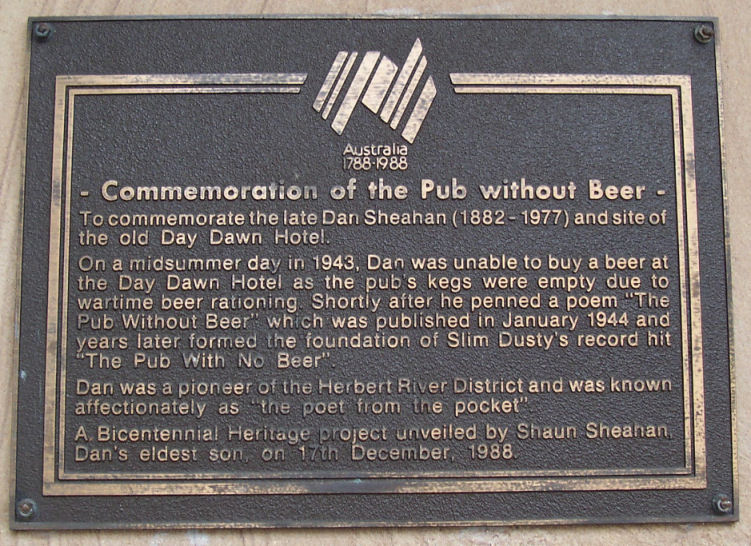 Australia
1788-1988
- Commemoration of the Pub without Beer -
To commemorate the late Dan Sheahan (1882 - 1977) and site of
the old Day Dawn Hotel.
On a midsummer day in 1943, Dan was unable to buy a beer at
the Day Dawn Hotel as the pub's kegs were empty due to
wartime beer rationing. Shortly after he penned a poem "The
Pub Without Beer" which was published in January 1944 and
years later formed the foundation of Slim Dusty's record hit
"The Pub With No Beer".
Dan was a pioneer of the Herbert River District and was known
affectionately as "the poet from the pocket".
A Bicentennial Heritage project unveiled by Shaun Sheahan,
Dan's eldest son, on 17th December, 1988.